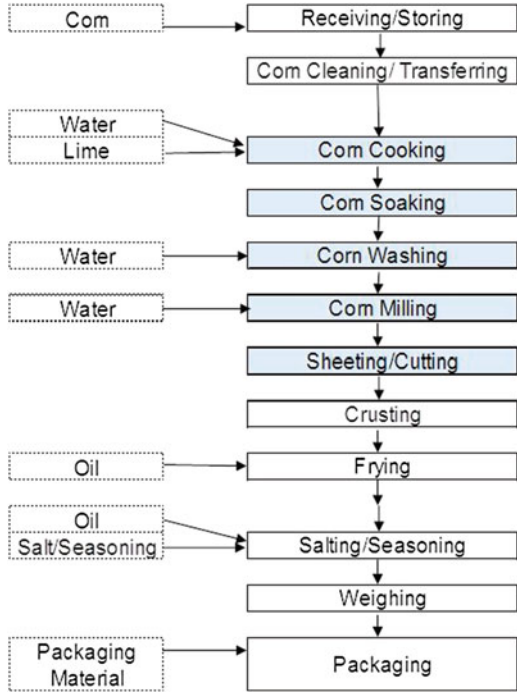 Corn
Receiving/Storing
Corn Cleaning/ Transferring
Water
Lime
Corn Cooking
Corn Soaking
Water
Corn Washing
Water
Corn Milling
Sheeting/Cutting
Crusting
Oil
Frying
Oil
Salt/Seasoning
Salting/Seasoning
Weighing
Packaging
Material
Packaging